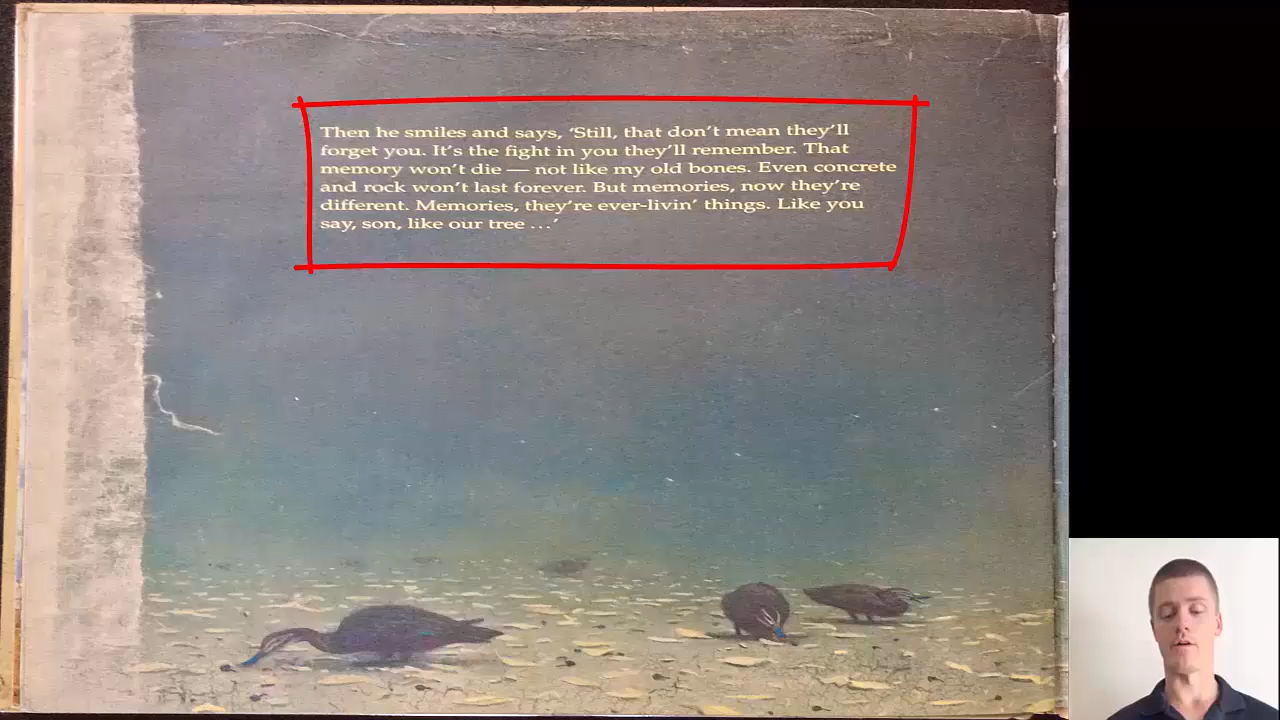 Then he smiles and says, ‘Still, that don’t mean they’ll
forget you. It’s the fight in you they’ll remember. That
memory won’t die — not like my old bones. Even concrete
and rock won’t last forever. But memories, now they’re
different. Memories, they’re ever-livin’ things. Like you
say, son, like our tree …’